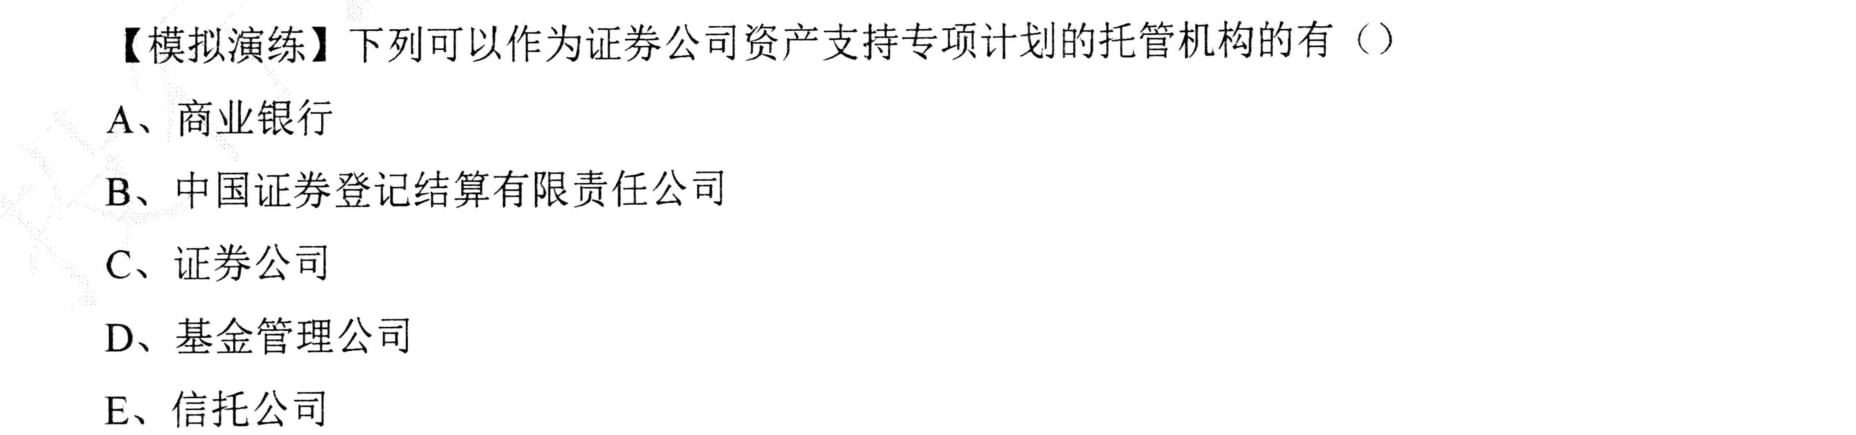 【模拟演练】下列可以作为证券公司资产支持专项计划的托管机构的有（）
A、商业银行
B、中国证券登记结算有限责任公司
C、证券公司
D、基金管理公司
E、信托公司